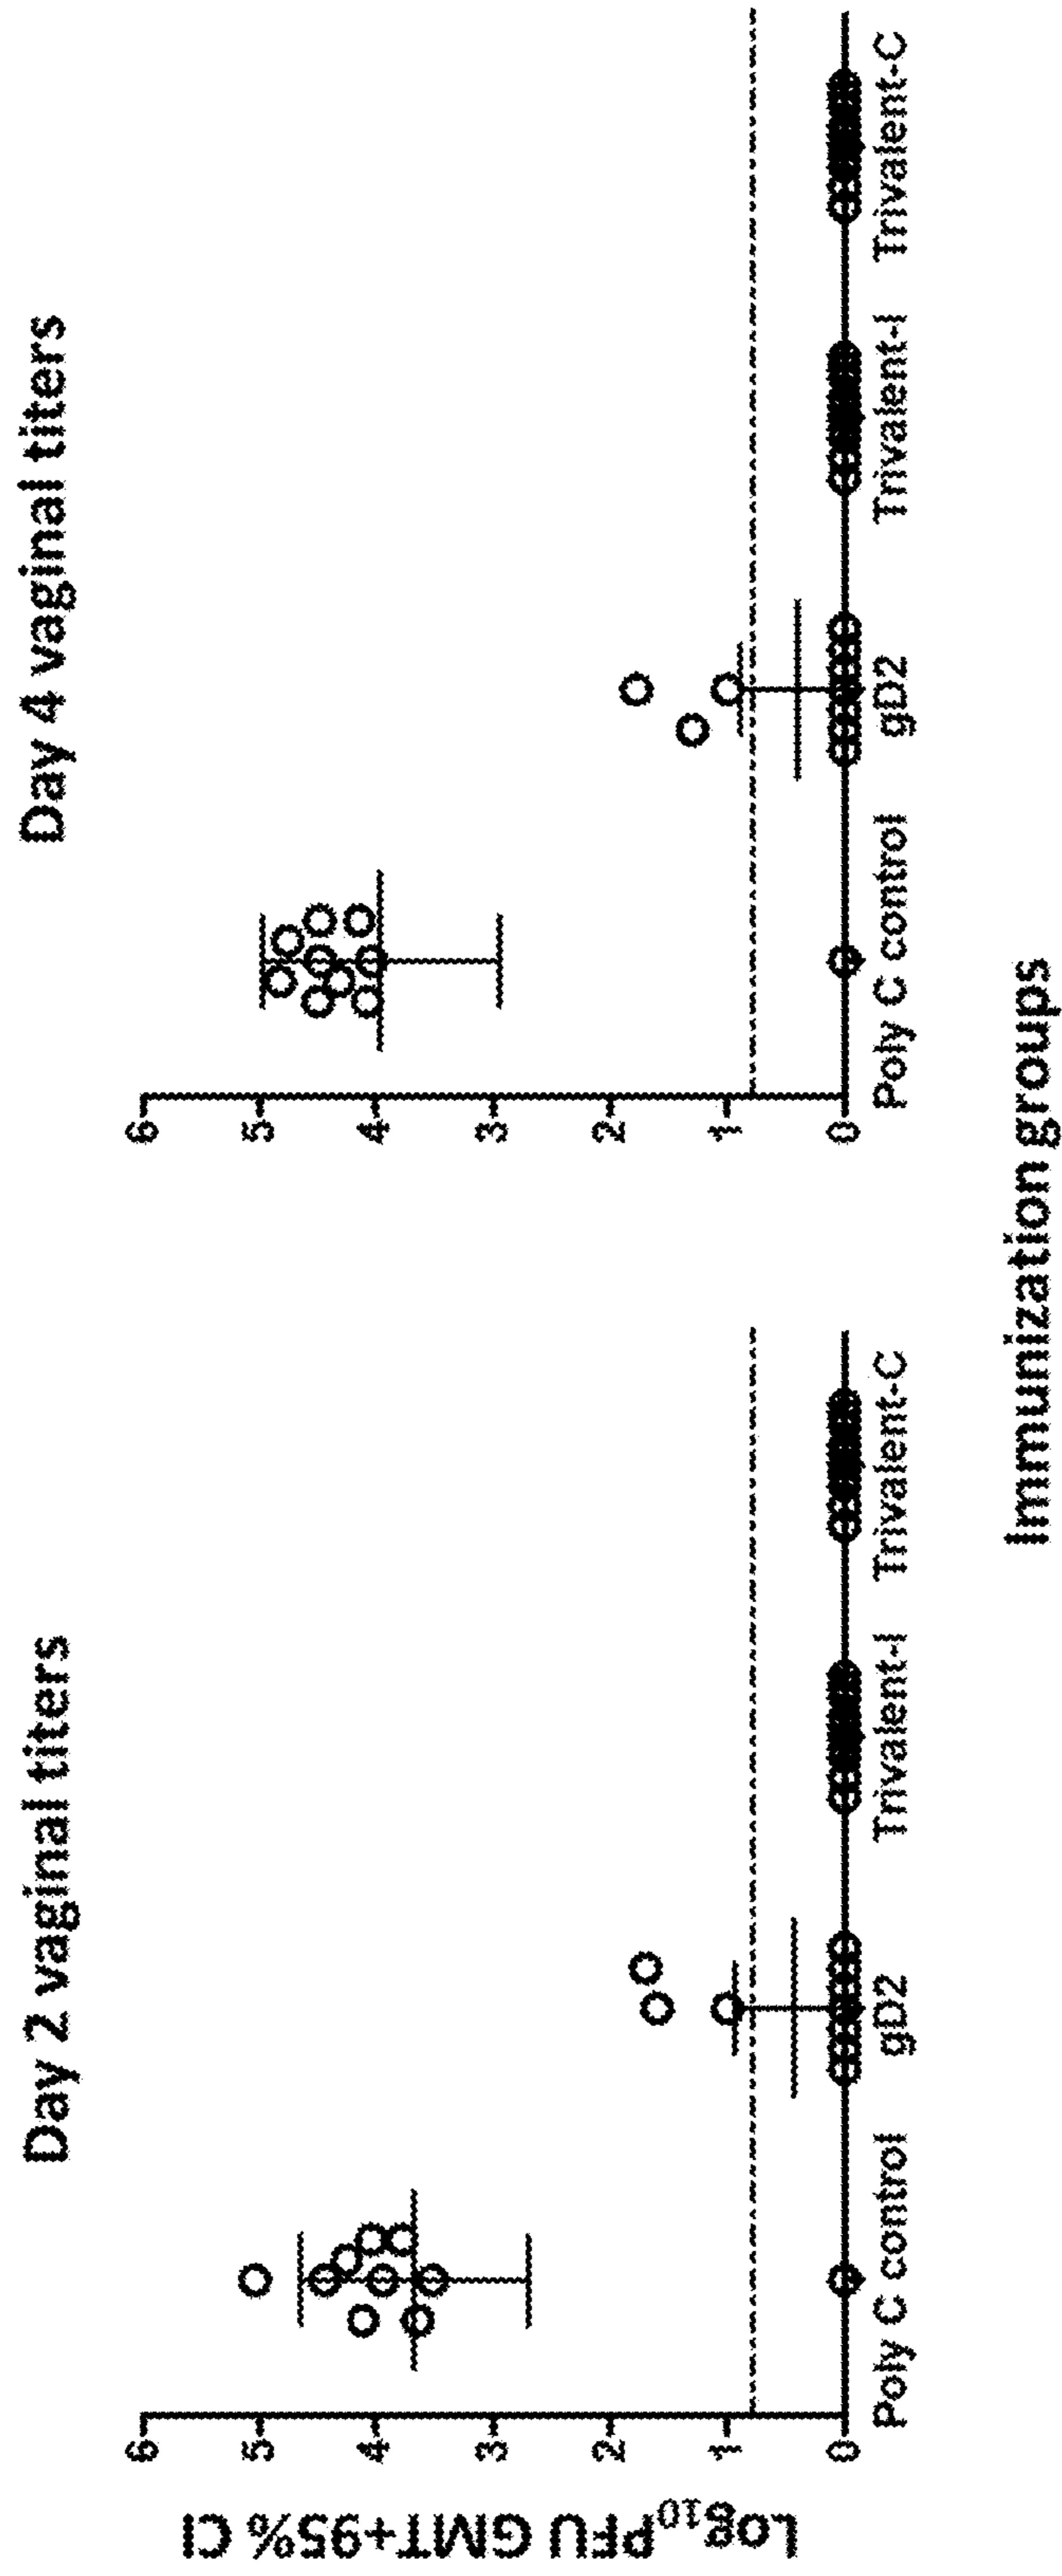 Day 2 vaginal titers
Log₁₀PFU GMT+95% CI
6
5
4
3
2
1
0
Poly C control
gD2
Trivalent-I
Trivalent-C
Day 4 vaginal titers
6
5
4
3
2
1
0
Poly C control
gD2
Trivalent-I
Trivalent-C
Immunization groups